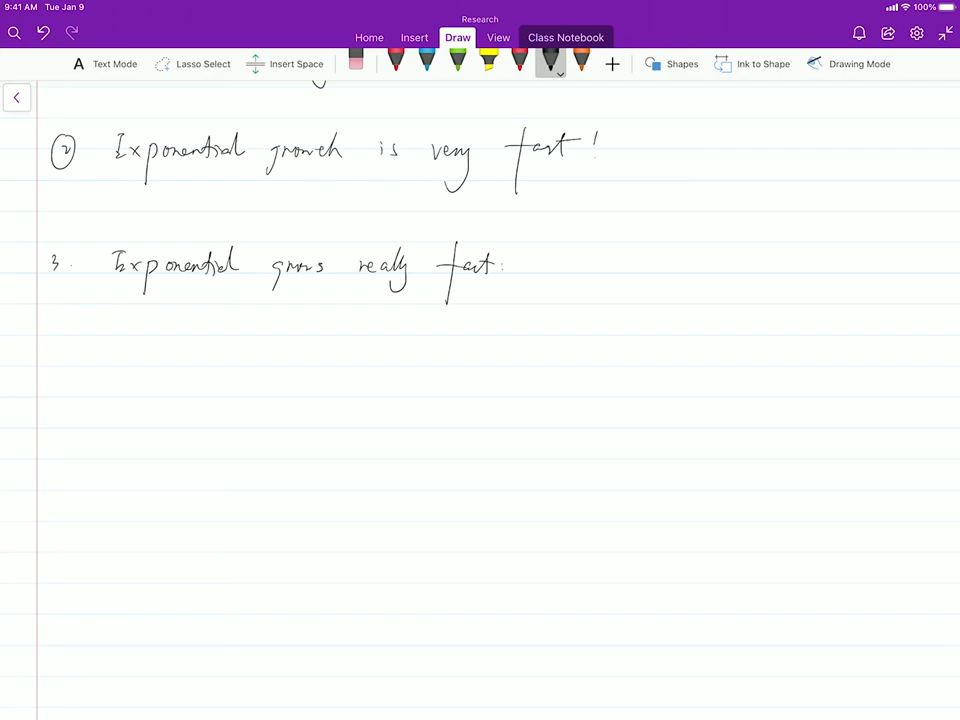 9:41 AM Tue Jan 9
100%
Research
Home Insert Draw View Class Notebook
Text Mode Lasso Select Insert Space Shapes Ink to Shape Drawing Mode
② Exponential growth is very fast!
3. Exponential grows really fast: